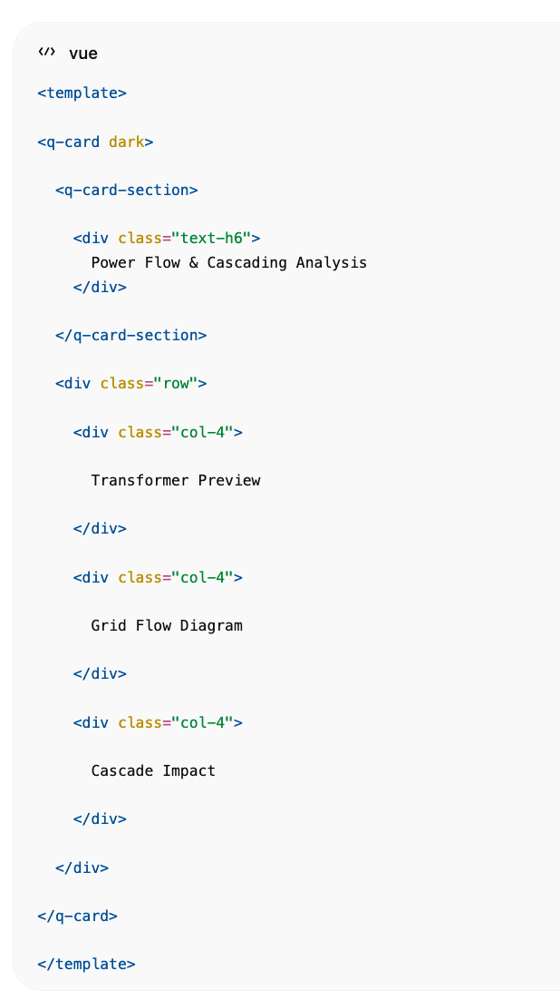 </> vue
<template>
<q-card dark>
<q-card-section>
<div class="text-h6">
Power Flow & Cascading Analysis
</div>
</q-card-section>
<div class="row">
<div class="col-4">
Transformer Preview
</div>
<div class="col-4">
Grid Flow Diagram
</div>
<div class="col-4">
Cascade Impact
</div>
</div>
</q-card>
</template>